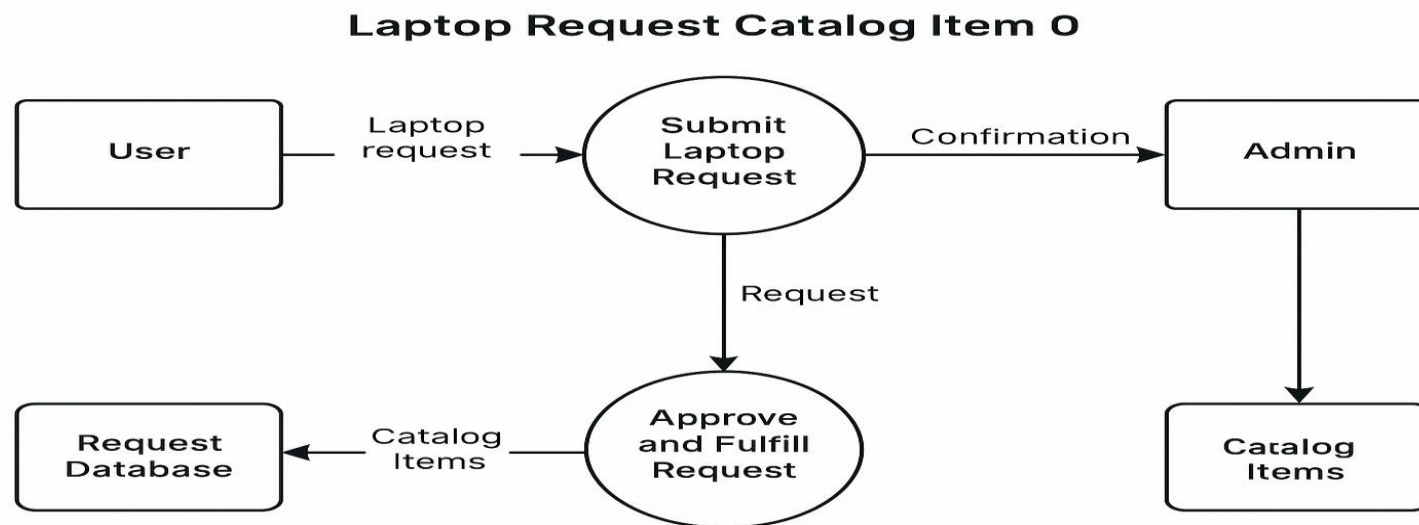 Laptop Request Catalog Item 0
User
Laptop
request
Submit
Laptop
Request
Confirmation
Admin
Request
Request
Database
Catalog
Items
Approve
and Fulfill
Request
Catalog
Items